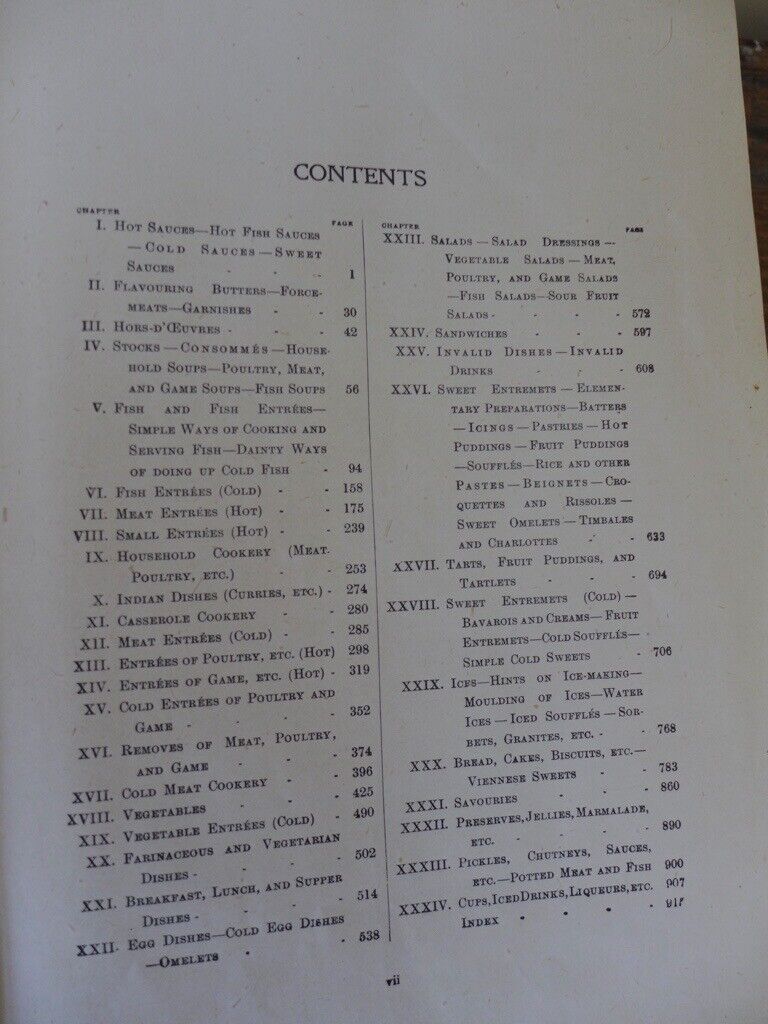 CONTENTS
CHAPTER PAGE
I. HOT SAUCES—HOT FISH SAUCES
—COLD SAUCES—SWEET
SAUCES - - - 1
II. FLAVOURING BUTTERS—FORCE-
MEATS—GARNISHES - - 30
III. HORS-D'ŒUVRES - - - 42
IV. STOCKS—CONSOMMÉS—HOUSE-
HOLD SOUPS—POULTRY, MEAT,
AND GAME SOUPS—FISH SOUPS 56
V. FISH AND FISH ENTRÉES—
SIMPLE WAYS OF COOKING AND
SERVING FISH—DAINTY WAYS
OF DOING UP COLD FISH - 94
VI. FISH ENTRÉES (COLD) - - 158
VII. MEAT ENTRÉES (HOT) - - 175
VIII. SMALL ENTRÉES (HOT) - - 239
IX. HOUSEHOLD COOKERY (MEAT.
POULTRY, ETC.) - - 253
X. INDIAN DISHES (CURRIES, ETC.) - 274
XI. CASSEROLE COOKERY - - 280
XII. MEAT ENTRÉES (COLD) - - 285
XIII. ENTRÉES OF POULTRY, ETC. (HOT) 298
XIV. ENTRÉES OF GAME, ETC. (HOT) - 319
XV. COLD ENTRÉES OF POULTRY AND
GAME - - - - 352
XVI. REMOVES OF MEAT, POULTRY,
AND GAME - - - 374
XVII. COLD MEAT COOKERY - - 396
XVIII. VEGETABLES - - - 425
XIX. VEGETABLE ENTRÉES (COLD) - 490
XX. FARINACEOUS AND VEGETARIAN
DISHES - - - - 502
XXI. BREAKFAST, LUNCH, AND SUPPER
DISHES - - - - 514
XXII. EGG DISHES—COLD EGG DISHES
—OMELETS - - 538
CHAPTER PAGE
XXIII. SALADS — SALAD DRESSINGS —
VEGETABLE SALADS — MEAT,
POULTRY, AND GAME SALADS
—FISH SALADS—SOUR FRUIT
SALADS - - - - 572
XXIV. SANDWICHES - - - 597
XXV. INVALID DISHES — INVALID
DRINKS - - - 608
XXVI. SWEET ENTREMETS — ELEMEN-
TARY PREPARATIONS—BATTERS
—ICINGS — PASTRIES — HOT
PUDDINGS — FRUIT PUDDINGS
—SOUFFLÉS—RICE AND OTHER
PASTES — BEIGNETS — CRO-
QUETTES AND RISSOLES —
SWEET OMELETS — TIMBALES
AND CHARLOTTES - - 633
XXVII. TARTS, FRUIT PUDDINGS, AND
TARTLETS - - - 694
XXVIII. SWEET ENTREMETS (COLD) —
BAVAROIS AND CREAMS — FRUIT
ENTREMETS—COLD SOUFFLÉS—
SIMPLE COLD SWEETS - 706
XXIX. ICES—HINTS ON ICE-MAKING—
MOULDING OF ICES—WATER
ICES — ICED SOUFFLÉS — SOR-
BETS, GRANITES, ETC. - - 768
XXX. BREAD, CAKES, BISCUITS, ETC.—
VIENNESE SWEETS - - 783
XXXI. SAVOURIES - - - 860
XXXII. PRESERVES, JELLIES, MARMALADE,
ETC. - - - - 890
XXXIII. PICKLES, CHUTNEYS, SAUCES,
ETC.—POTTED MEAT AND FISH 900
XXXIV. CUPS, ICED DRINKS, LIQUEURS, ETC. 907
INDEX - - - - 917
vii